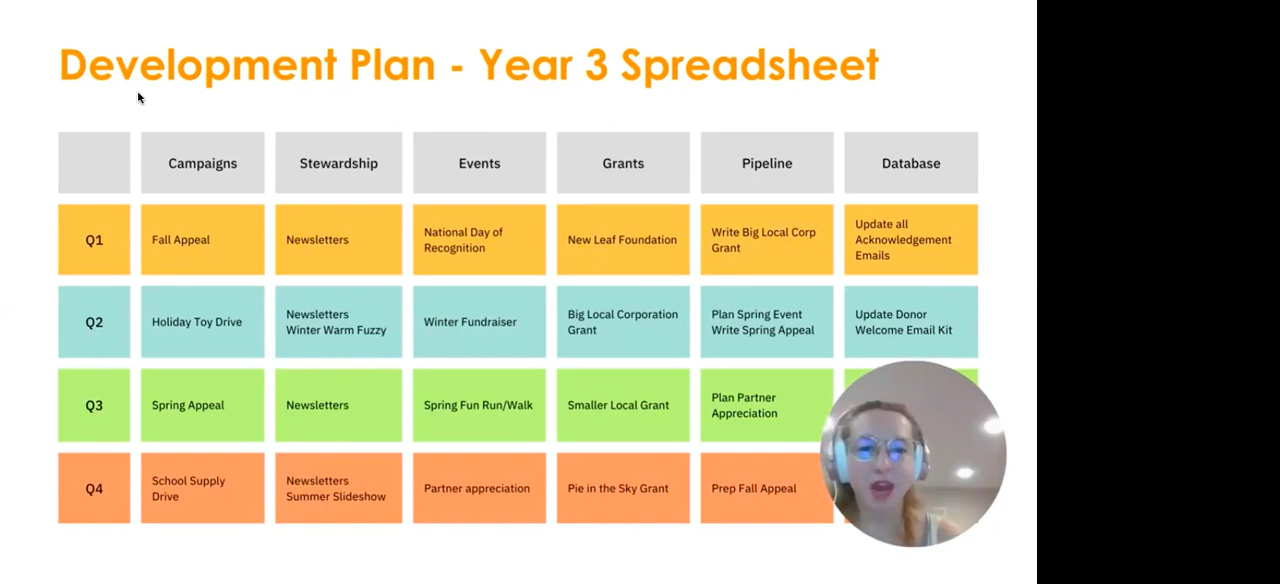 Development Plan - Year 3 Spreadsheet
Campaigns
Stewardship
Events
Grants
Pipeline
Database
Q1
Fall Appeal
Newsletters
National Day of
Recognition
New Leaf Foundation
Write Big Local Corp
Grant
Update all
Acknowledgement
Emails
Q2
Holiday Toy Drive
Newsletters
Winter Warm Fuzzy
Winter Fundraiser
Big Local Corporation
Grant
Plan Spring Event
Write Spring Appeal
Update Donor
Welcome Email Kit
Q3
Spring Appeal
Newsletters
Spring Fun Run/Walk
Smaller Local Grant
Plan Partner
Appreciation
Q4
School Supply
Drive
Newsletters
Summer Slideshow
Partner appreciation
Pie in the Sky Grant
Prep Fall Appeal